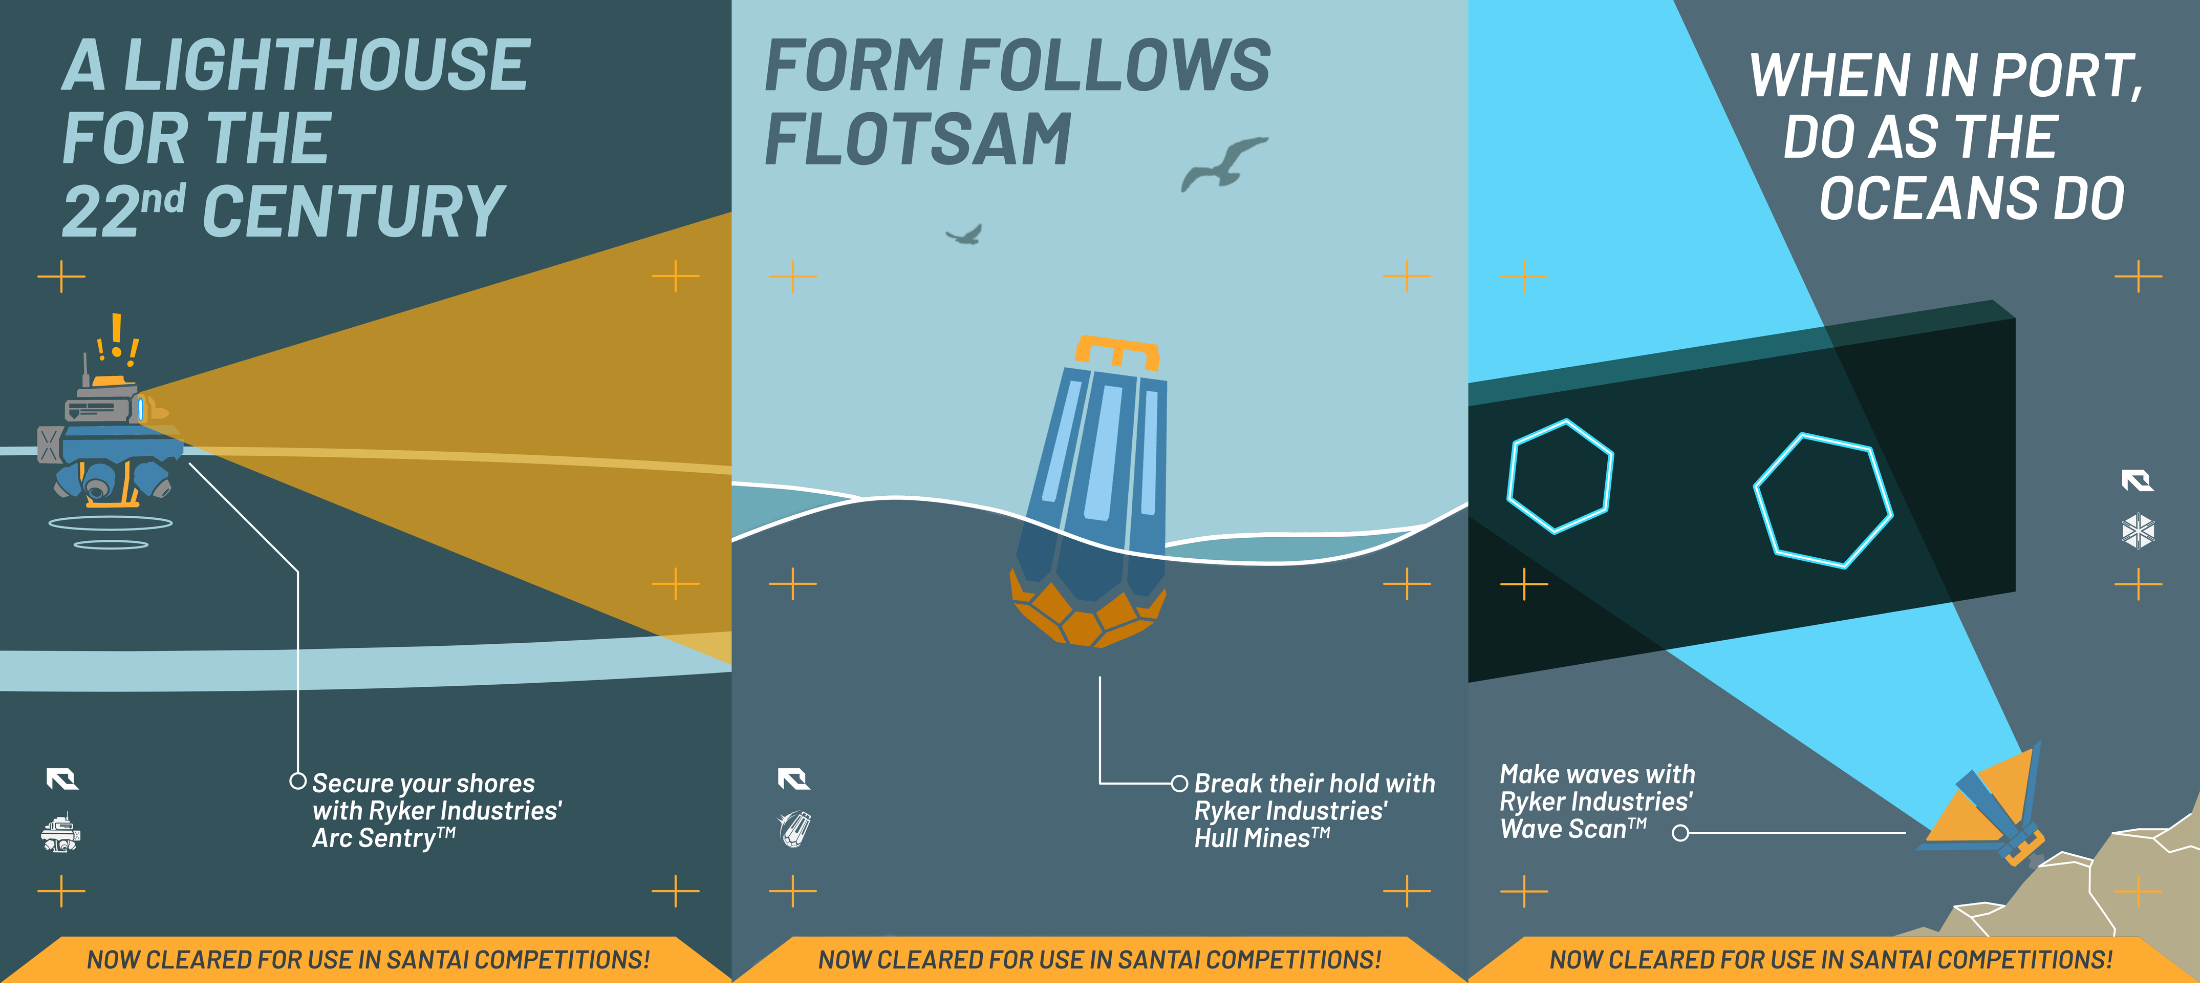 A LIGHTHOUSE
FOR THE
22nd CENTURY
Secure your shores
with Ryker Industries'
Arc Sentry™
NOW CLEARED FOR USE IN SANTAI COMPETITIONS!
FORM FOLLOWS
FLOTSAM
Break their hold with
Ryker Industries'
Hull Mines™
NOW CLEARED FOR USE IN SANTAI COMPETITIONS!
WHEN IN PORT,
DO AS THE
OCEANS DO
Make waves with
Ryker Industries'
Wave Scan™
NOW CLEARED FOR USE IN SANTAI COMPETITIONS!